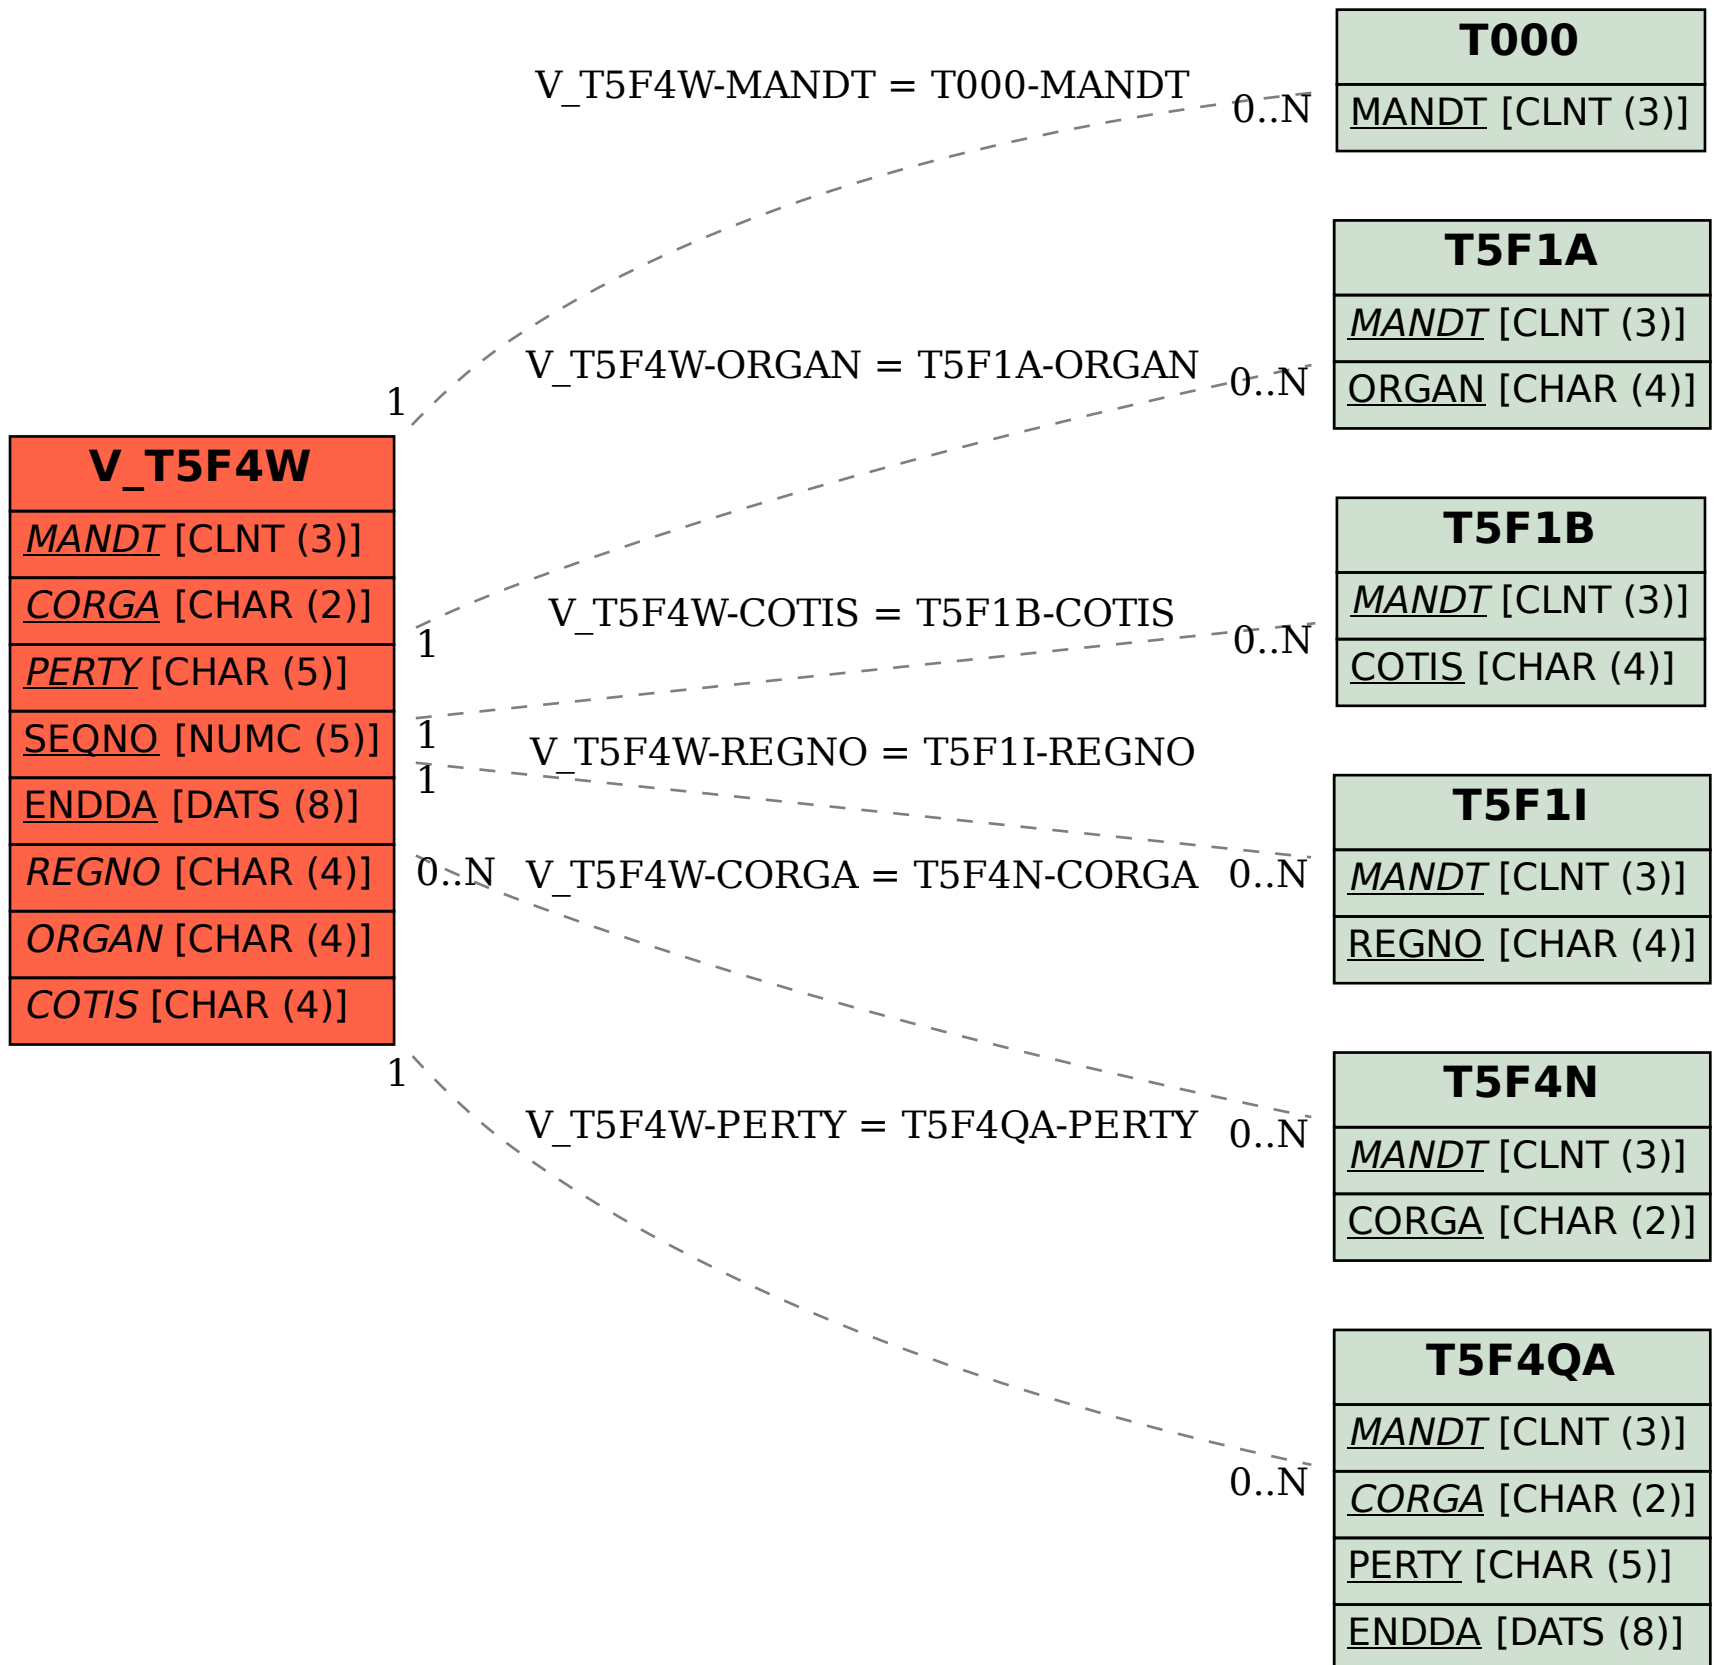 V_T5F4W
MANDT [CLNT (3)]
CORGA [CHAR (2)]
PERTY [CHAR (5)]
SEQNO [NUMC (5)]
ENDDA [DATS (8)]
REGNO [CHAR (4)]
ORGAN [CHAR (4)]
COTIS [CHAR (4)]
V_T5F4W-MANDT = T000-MANDT
1
0..N
V_T5F4W-ORGAN = T5F1A-ORGAN
1
0..N
V_T5F4W-COTIS = T5F1B-COTIS
1
0..N
V_T5F4W-REGNO = T5F1I-REGNO
1
0..N
V_T5F4W-CORGA = T5F4N-CORGA
0..N
0..N
V_T5F4W-PERTY = T5F4QA-PERTY
1
0..N
T000
MANDT [CLNT (3)]
T5F1A
MANDT [CLNT (3)]
ORGAN [CHAR (4)]
T5F1B
MANDT [CLNT (3)]
COTIS [CHAR (4)]
T5F1I
MANDT [CLNT (3)]
REGNO [CHAR (4)]
T5F4N
MANDT [CLNT (3)]
CORGA [CHAR (2)]
T5F4QA
MANDT [CLNT (3)]
CORGA [CHAR (2)]
PERTY [CHAR (5)]
ENDDA [DATS (8)]